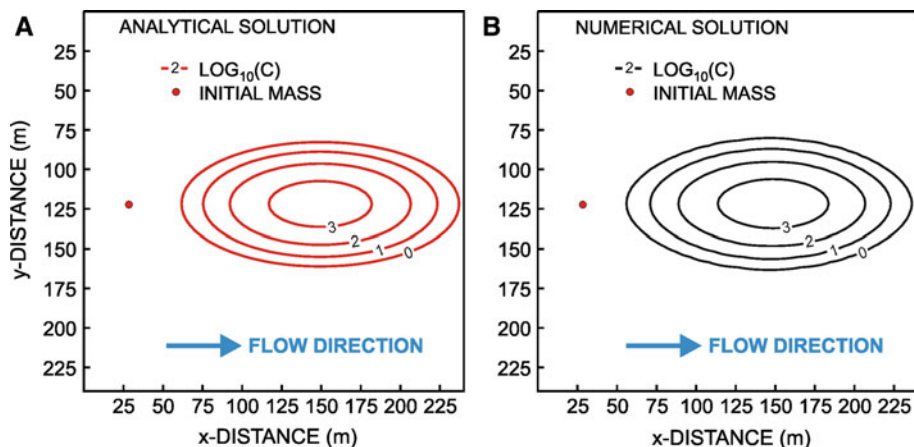 A
ANALYTICAL SOLUTION
-2- LOG₁₀(C)
INITIAL MASS
3
2
1
0
FLOW DIRECTION
y-DISTANCE (m)
25
50
75
100
125
150
175
200
225
25 50 75 100 125 150 175 200 225
x-DISTANCE (m)
B
NUMERICAL SOLUTION
-2- LOG₁₀(C)
INITIAL MASS
3
2
1
0
FLOW DIRECTION
25
50
75
100
125
150
175
200
225
25 50 75 100 125 150 175 200 225
x-DISTANCE (m)